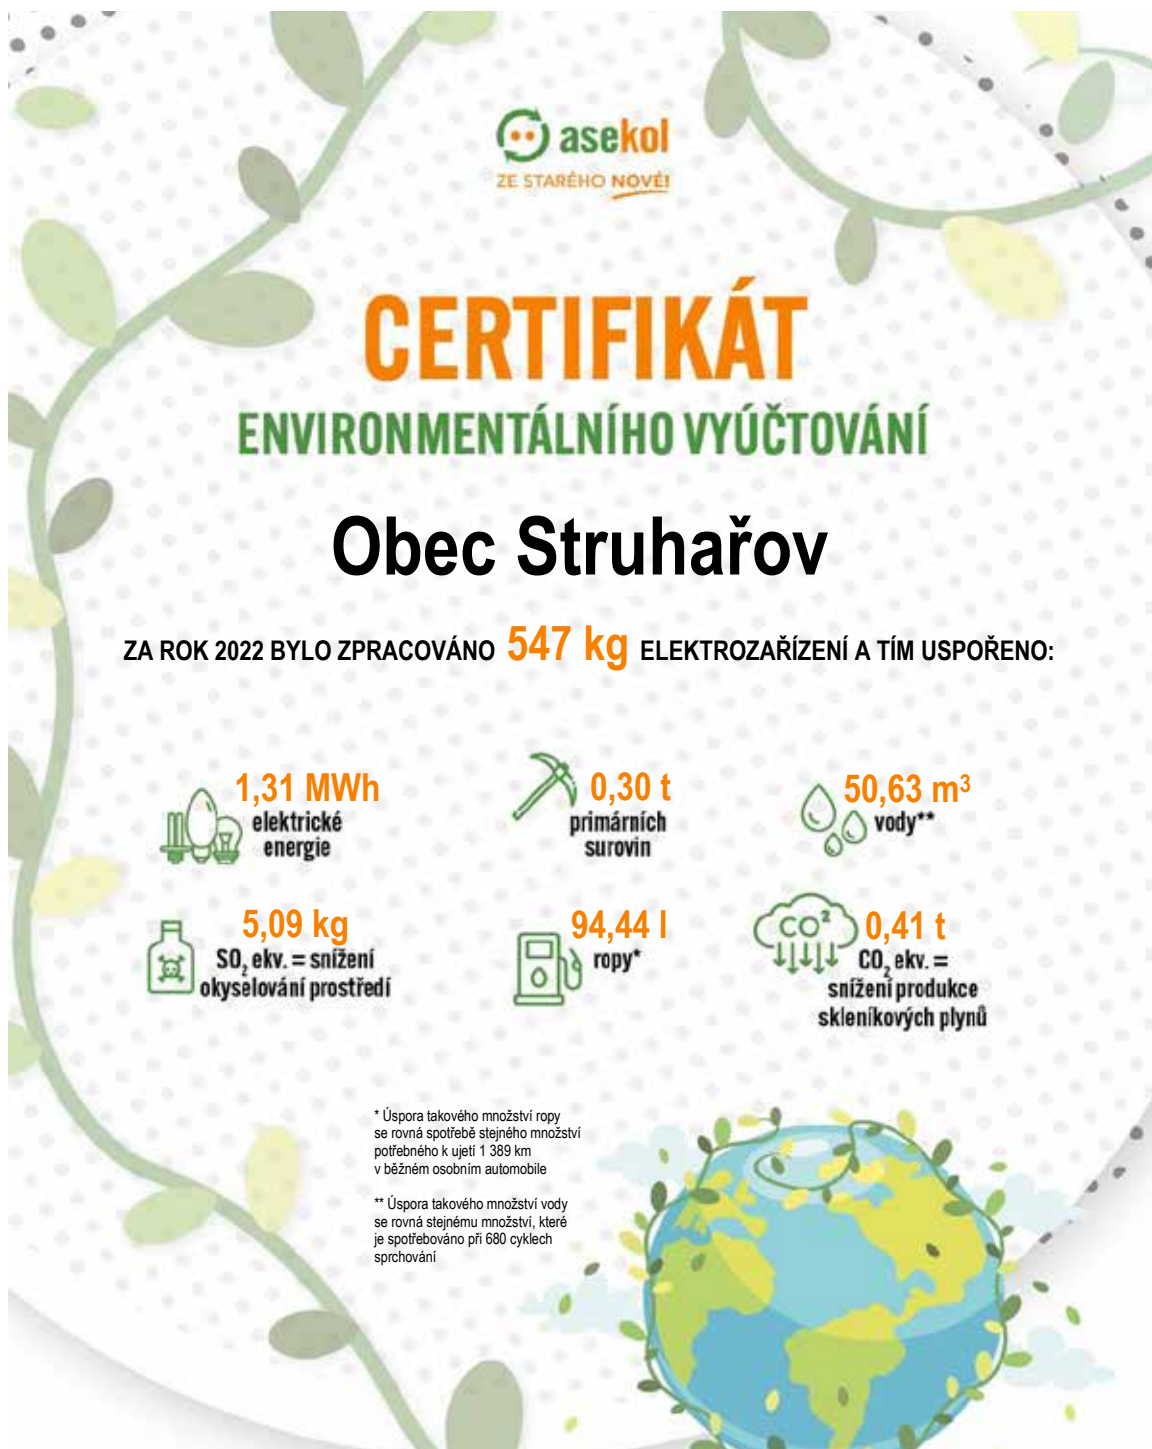 asekol
ZE STARÉHO NOVÉ!
CERTIFIKÁT
ENVIRONMENTÁLNÍHO VYÚČTOVÁNÍ
Obec Struhařov
ZA ROK 2022 BYLO ZPRACOVÁNO 547 kg ELEKTROZAŘÍZENÍ A TÍM USPOŘENO:
1,31 MWh
elektrické
energie
0,30 t
primárních
surovin
50,63 m³
vody**
5,09 kg
SO₂ ekv. = snížení
okyselování prostředí
94,44 l
ropy*
CO²
0,41 t
CO₂ ekv. =
snížení produkce
skleníkových plynů
* Úspora takového množství ropy
se rovná spotřebě stejného množství
potřebného k ujetí 1 389 km
v běžném osobním automobile
** Úspora takového množství vody
se rovná stejnému množství, které
je spotřebováno při 680 cyklech
sprchování